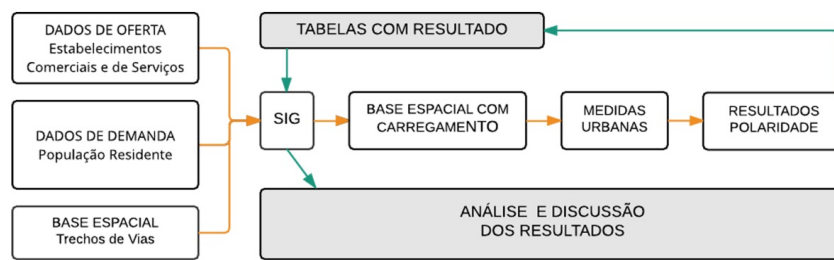 DADOS DE OFERTA
Estabelecimentos
Comerciais e de Serviços
DADOS DE DEMANDA
População Residente
BASE ESPACIAL
Trechos de Vias
TABELAS COM RESULTADO
SIG
BASE ESPACIAL COM
CARREGAMENTO
MEDIDAS
URBANAS
RESULTADOS
POLARIDADE
ANÁLISE E DISCUSSÃO
DOS RESULTADOS